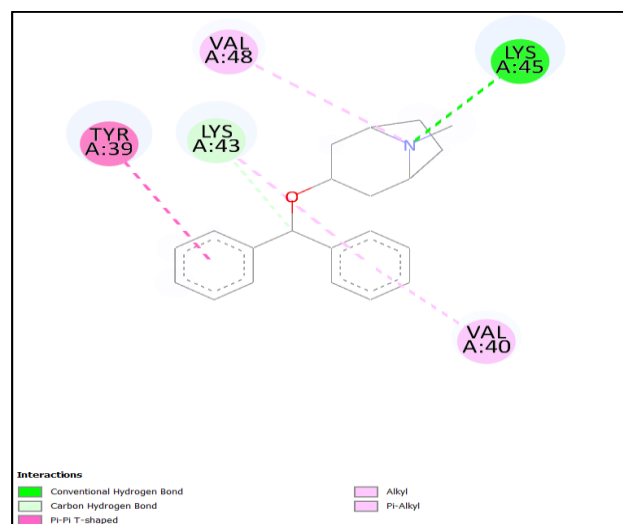 VAL
A:48
LYS
A:45
TYR
A:39
LYS
A:43
N
O
VAL
A:40
Interactions
Conventional Hydrogen Bond
Carbon Hydrogen Bond
Pi-Pi T-shaped
Alkyl
Pi-Alkyl